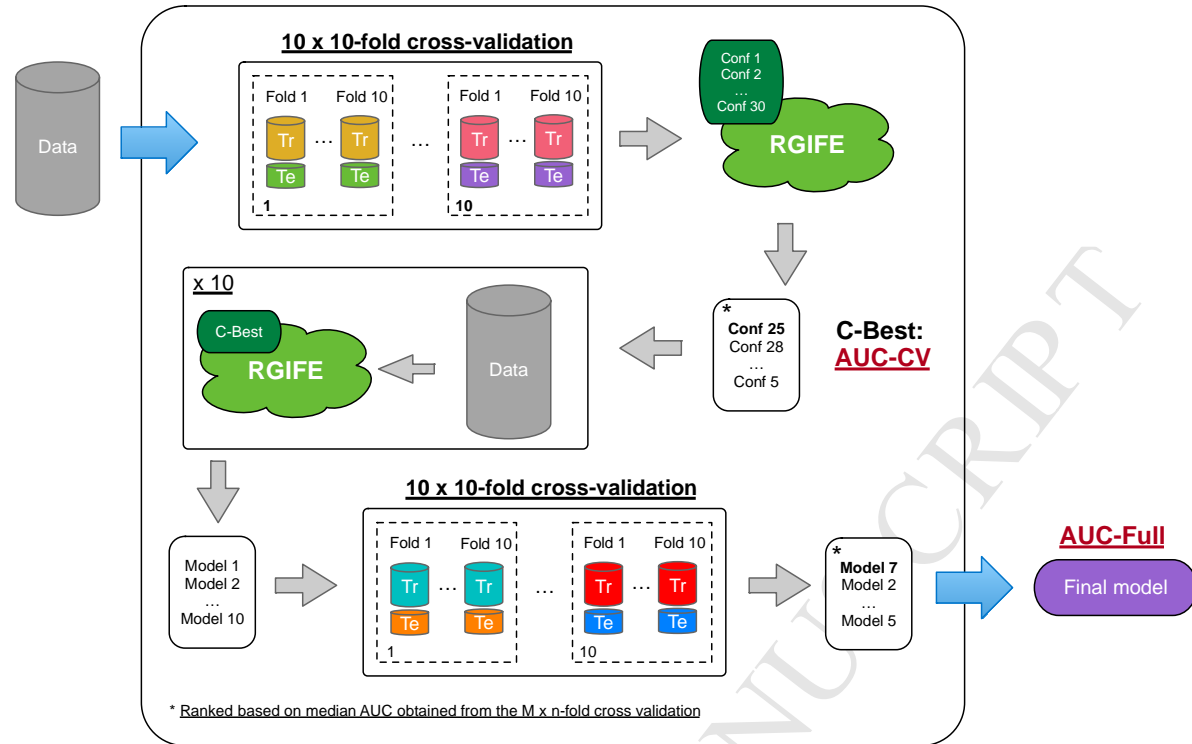 10 x 10-fold cross-validation
Data
Fold 1 Fold 10 Fold 1 Fold 10
Tr ... Tr ... Tr ... Tr
Te Te Te Te
1 10
Conf 1
Conf 2
...
Conf 30
RGIFE
*
Conf 25
Conf 28
...
Conf 5
C-Best:
AUC-CV
x 10
C-Best
RGIFE
Data
Model 1
Model 2
...
Model 10
10 x 10-fold cross-validation
Fold 1 Fold 10 Fold 1 Fold 10
Tr ... Tr ... Tr ... Tr
Te Te Te Te
1 10
*
Model 7
Model 2
...
Model 5
AUC-Full
Final model
* Ranked based on median AUC obtained from the M x n-fold cross validation
NUSCRIPT